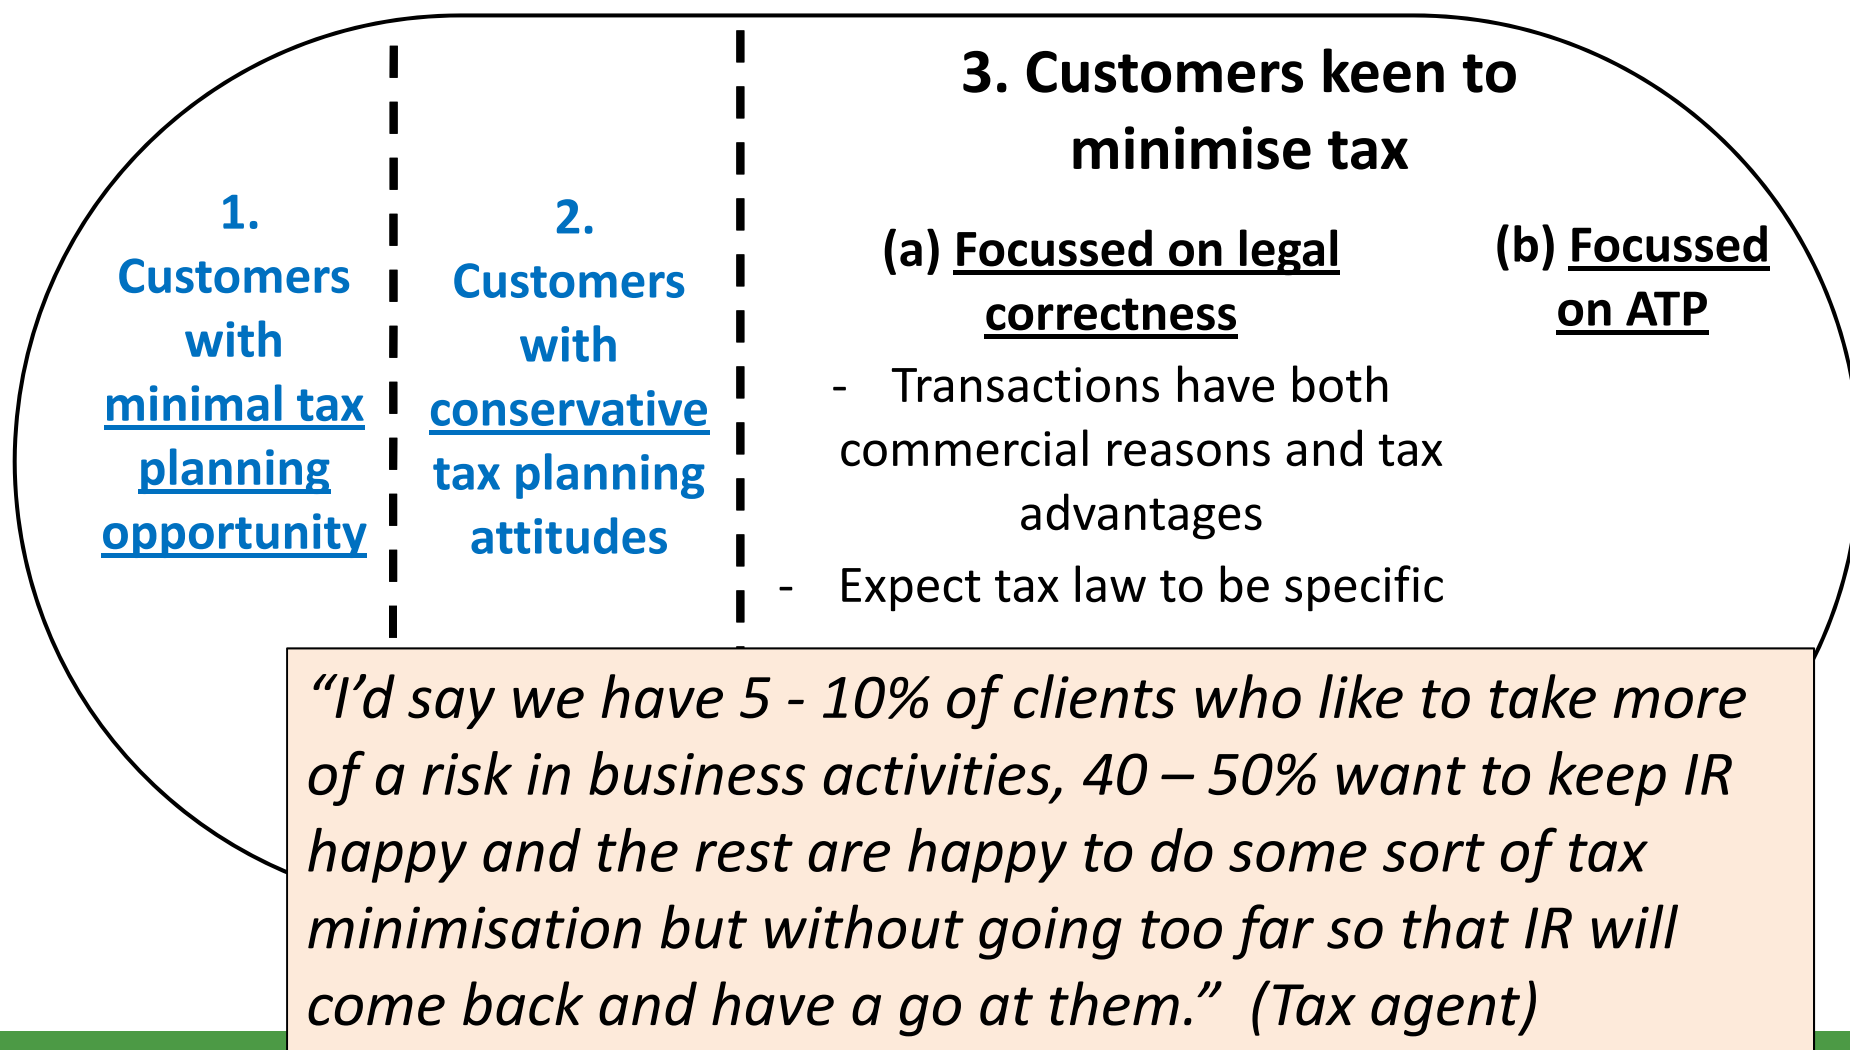 1.
Customers
with
minimal tax
planning
opportunity
2.
Customers
with
conservative
tax planning
attitudes
3. Customers keen to
minimise tax
(a) Focussed on legal
correctness
- Transactions have both
commercial reasons and tax
advantages
- Expect tax law to be specific
(b) Focussed
on ATP
“I’d say we have 5 - 10% of clients who like to take more
of a risk in business activities, 40 – 50% want to keep IR
happy and the rest are happy to do some sort of tax
minimisation but without going too far so that IR will
come back and have a go at them.” (Tax agent)